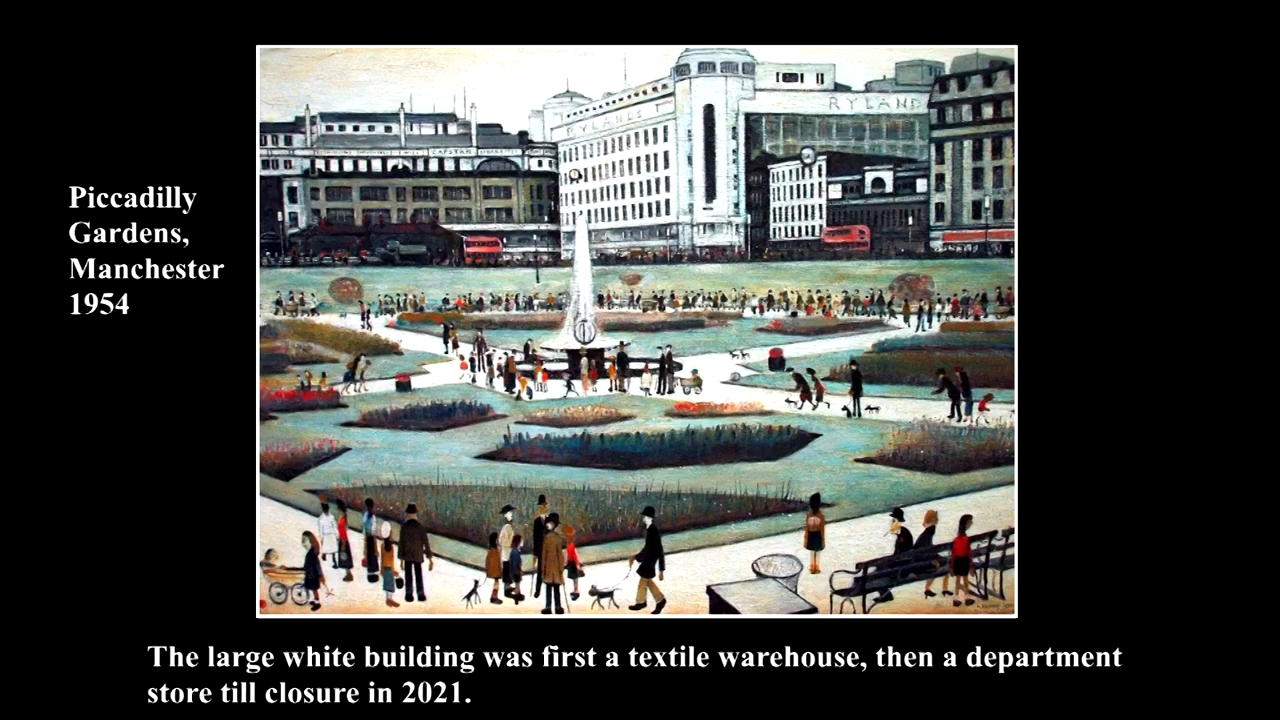 Piccadilly
Gardens,
Manchester
1954
RYLANDS
RYLAND
CAPSTAN
The large white building was first a textile warehouse, then a department
store till closure in 2021.